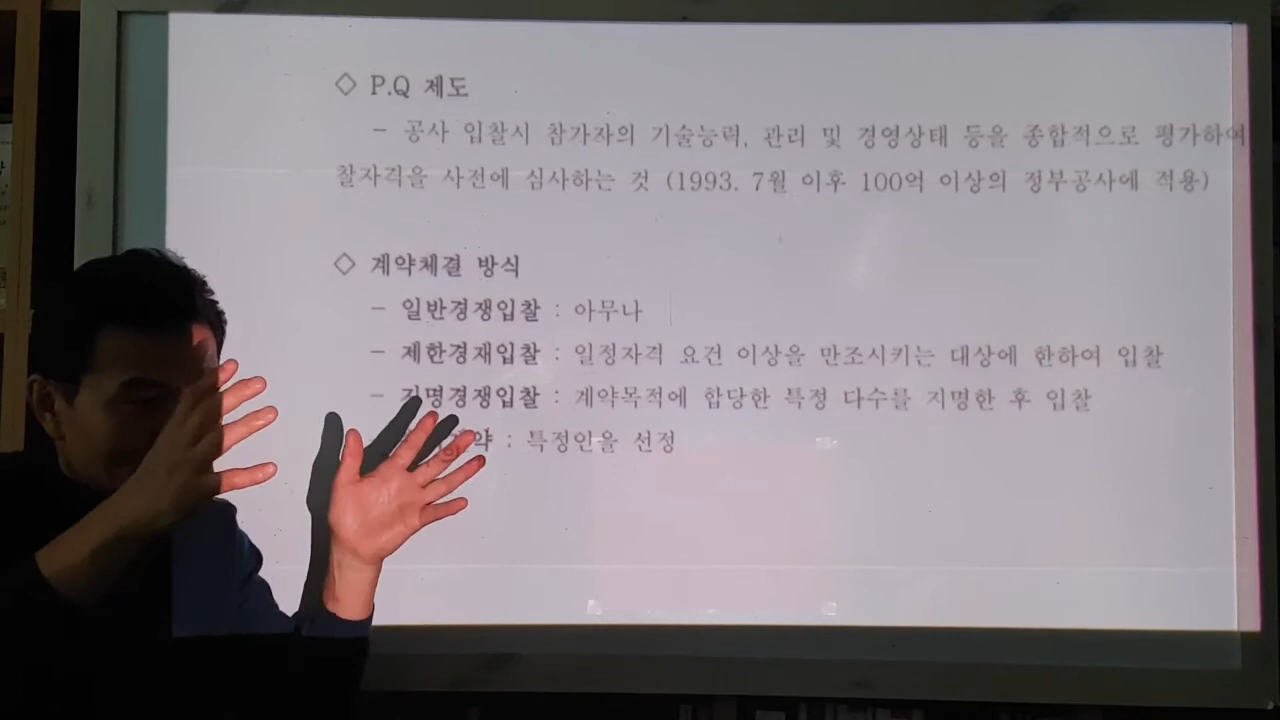 ◇ P.Q 제도
- 공사 입찰시 참가자의 기술능력, 관리 및 경영상태 등을 종합적으로 평가하여
찰자격을 사전에 심사하는 것 (1993. 7월 이후 100억 이상의 정부공사에 적용)
◇ 계약체결 방식
- 일반경쟁입찰 : 아무나
- 제한경재입찰 : 일정자격 요건 이상을 만조시키는 대상에 한하여 입찰
- 지명경쟁입찰 : 계약목적에 합당한 특정 다수를 지명한 후 입찰
: 특정인을 선정